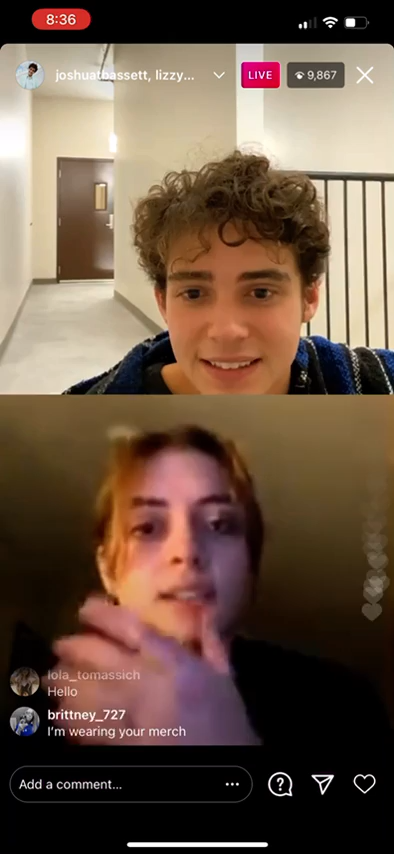 8:36
joshuatbassett, lizzy...
LIVE
9,867
lola_tomassich
Hello
brittney_727
I'm wearing your merch
Add a comment...